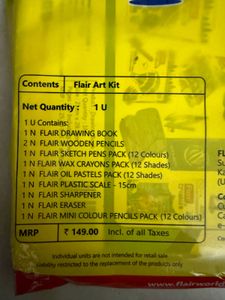 Contents
Flair Art Kit
Net Quantity : 1 U
1 U Contains:
1 N FLAIR DRAWING BOOK
2 N FLAIR WOODEN PENCILS
1 N FLAIR SKETCH PENS PACK (12 Colours)
1 N FLAIR WAX CRAYONS PACK (12 Shades)
1 N FLAIR OIL PASTELS PACK (12 Shades)
1 N FLAIR PLASTIC SCALE - 15cm
1 N FLAIR SHARPENER
1 N FLAIR ERASER
1 N FLAIR MINI COLOUR PENCILS PACK (12 Colours)
MRP ₹ 149.00 Incl. of all Taxes
Individual units are not intended for retail sale
restricted to the replacement of the products only
www.flairworld